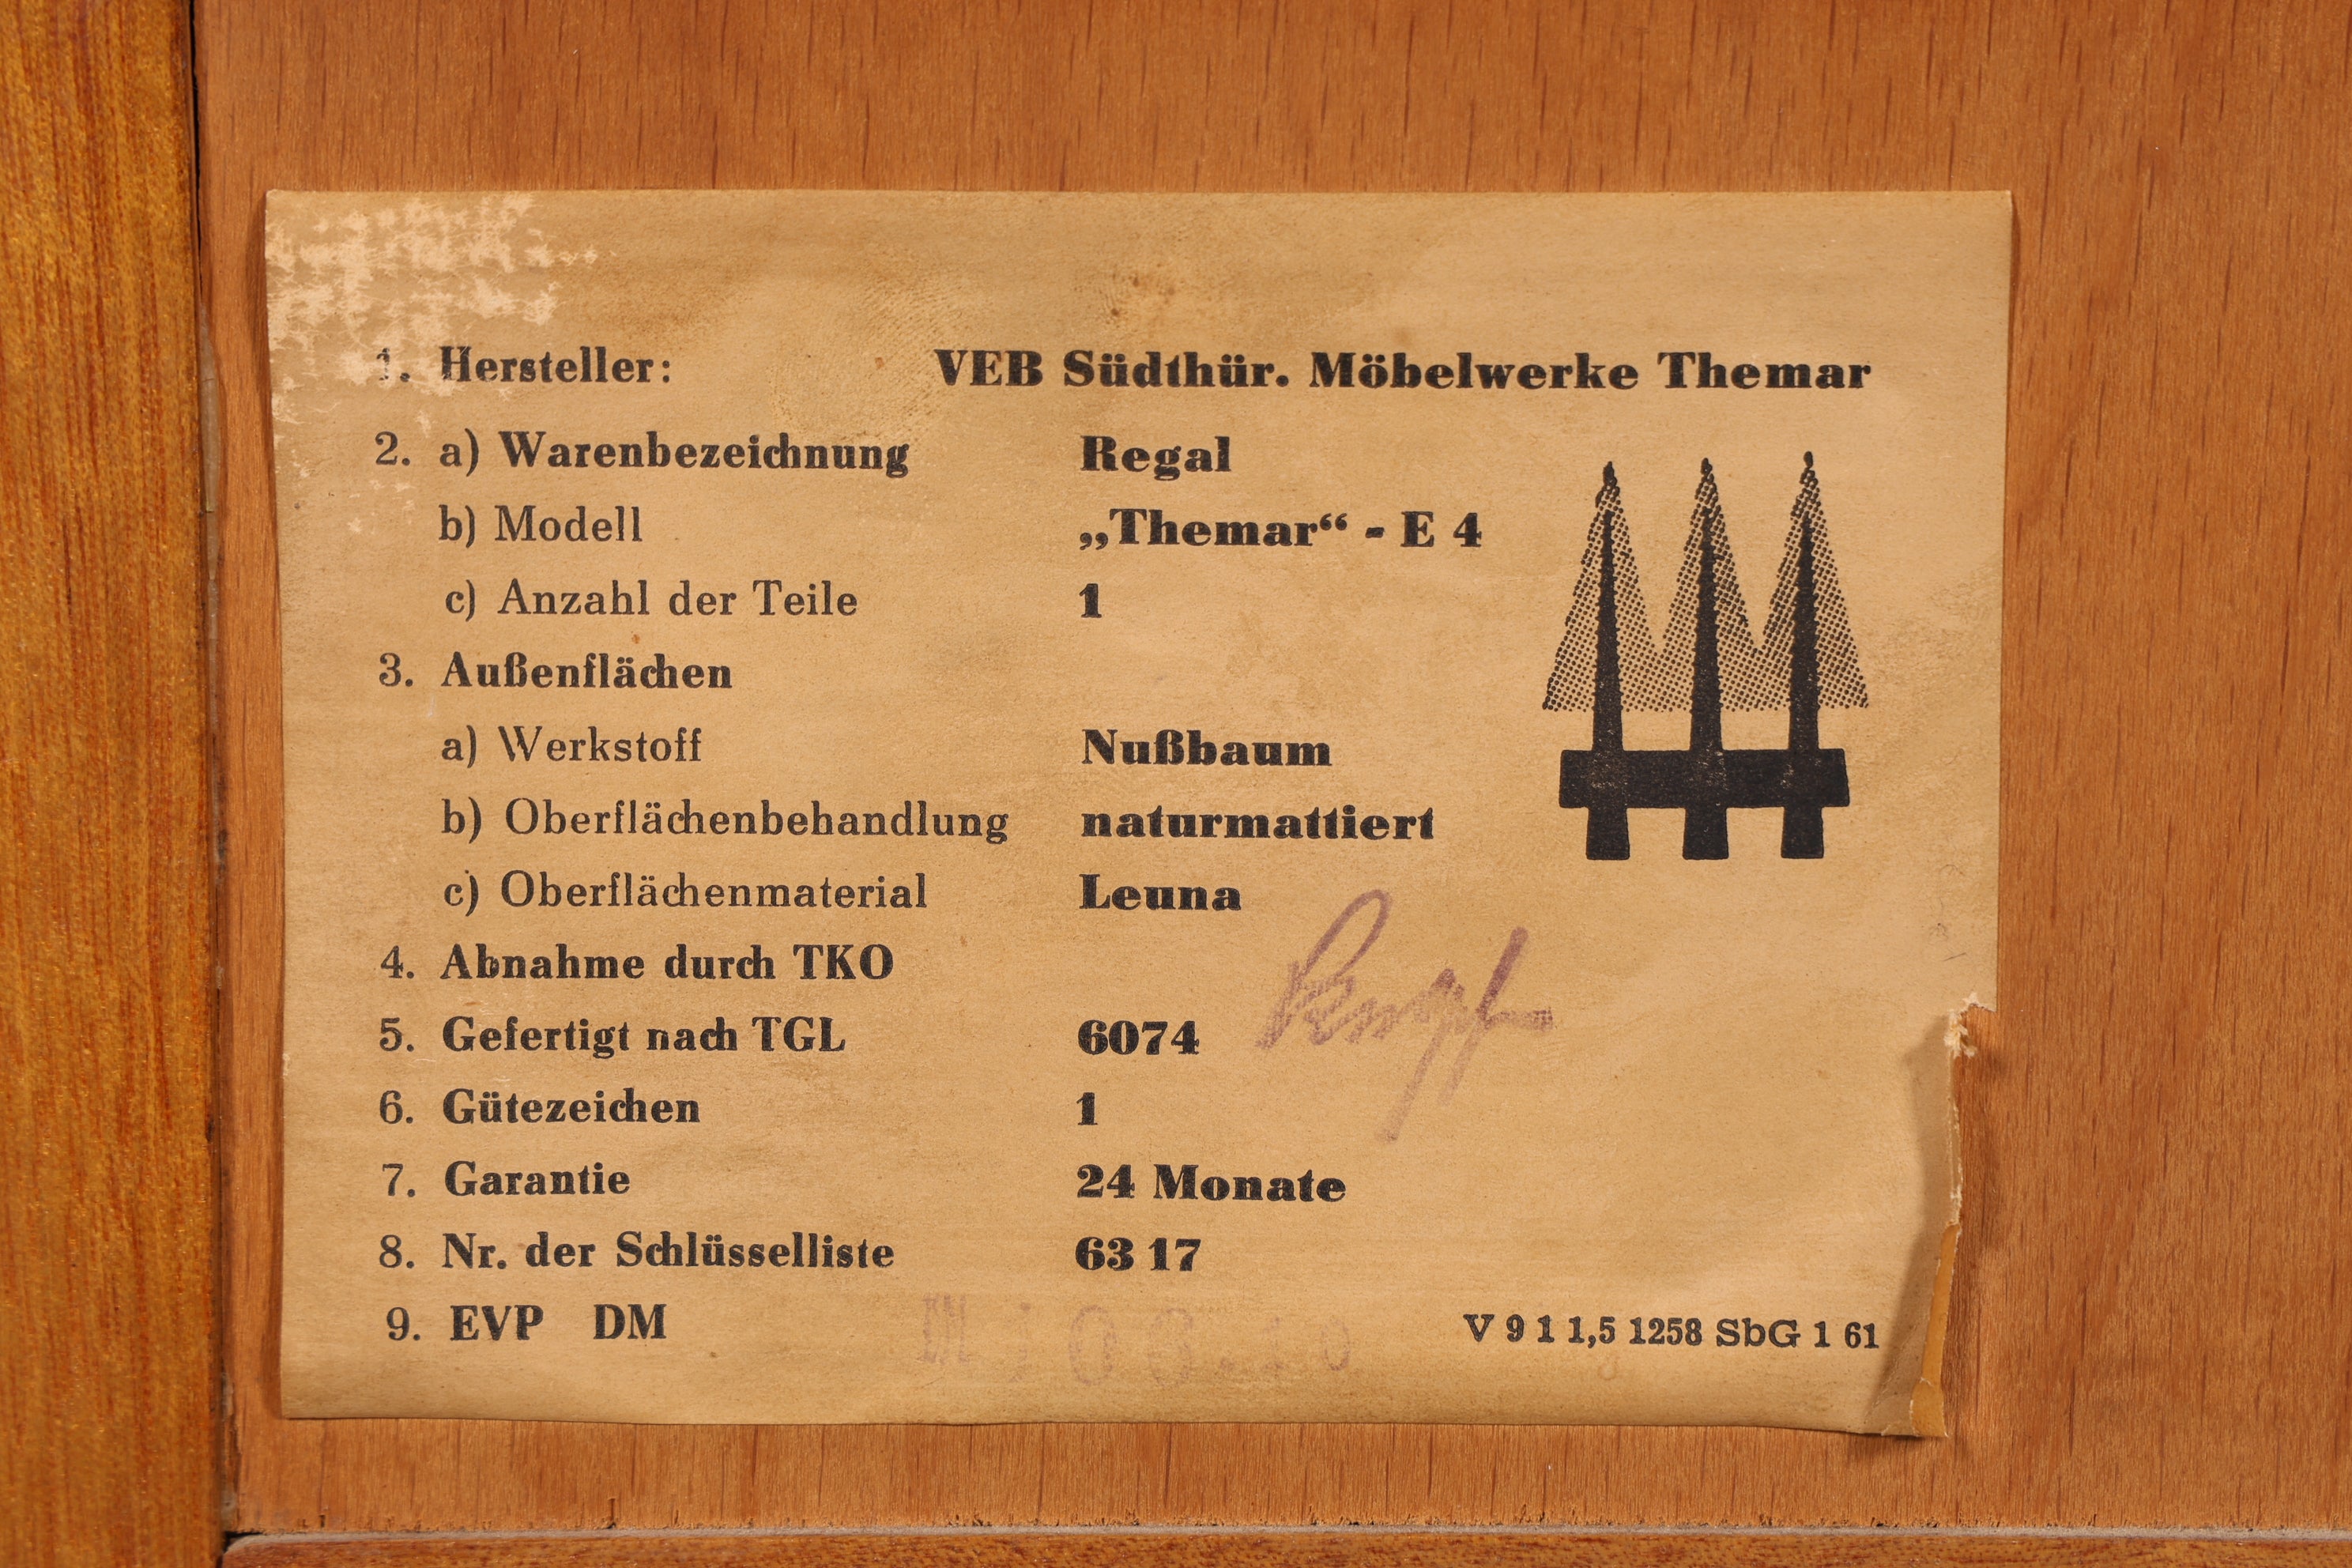 1. Hersteller: VEB Südthür. Möbelwerke Themar
2. a) Warenbezeichnung Regal
b) Modell „Themar“ - E 4
c) Anzahl der Teile 1
3. Außenflächen
a) Werkstoff Nußbaum
b) Oberflächenbehandlung naturmattiert
c) Oberflächenmaterial Leuna
4. Abnahme durch TKO
5. Gefertigt nach TGL 6074
6. Gütezeichen 1
7. Garantie 24 Monate
8. Nr. der Schlüsselliste 63 17
9. EVP DM
V 9 1 1,5 1258 SbG 1 61